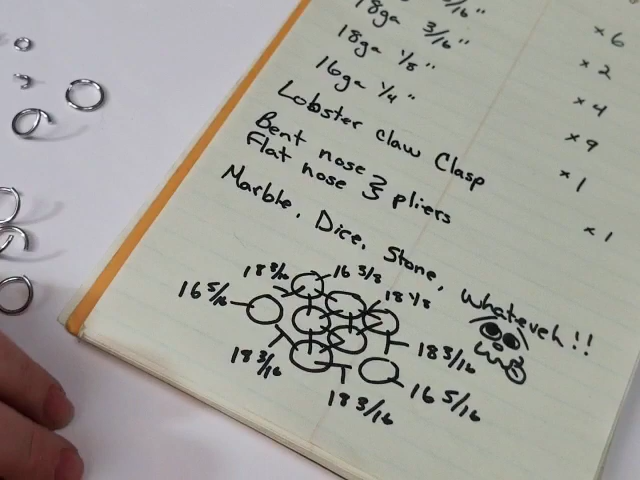 18ga 3/16" ×6
18ga 1/8" ×2
16ga 1/4" ×4
×9
Lobster Claw Clasp ×1
Bent nose
Flat nose } pliers ×1
Marble, Dice, Stone, Whateveh!!
18 3/16
16 3/8
18 1/8
16 5/16
18 3/16
18 3/16
18 3/16
16 5/16